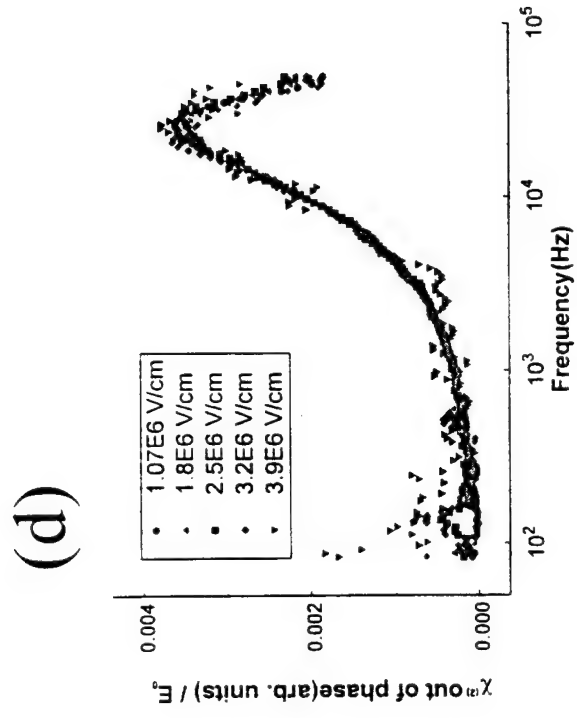 (d)
χ⁽²⁾ out of phase(arb. units) / E₀
0.004
0.002
0.000
1.07E6 V/cm
1.8E6 V/cm
2.5E6 V/cm
3.2E6 V/cm
3.9E6 V/cm
10²
10³
10⁴
10⁵
Frequency(Hz)